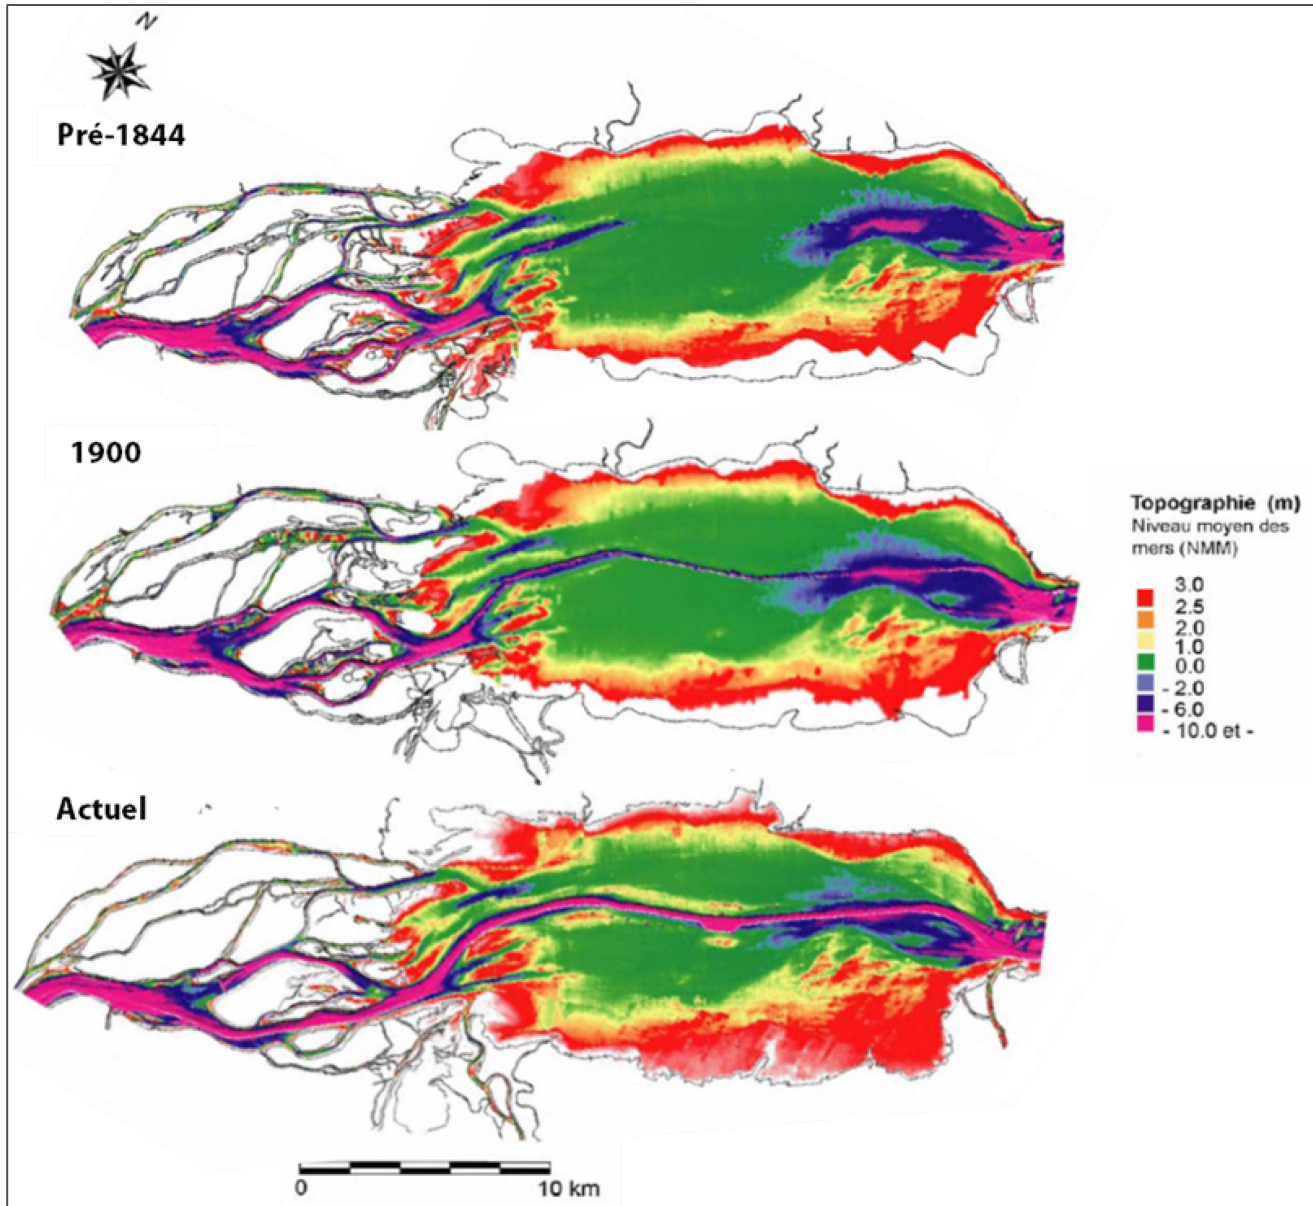 N
Pré-1844
1900
Topographie (m)
Niveau moyen des
mers (NMM)
3.0
2.5
2.0
1.0
0.0
- 2.0
- 6.0
- 10.0 et -
Actuel
0 10 km